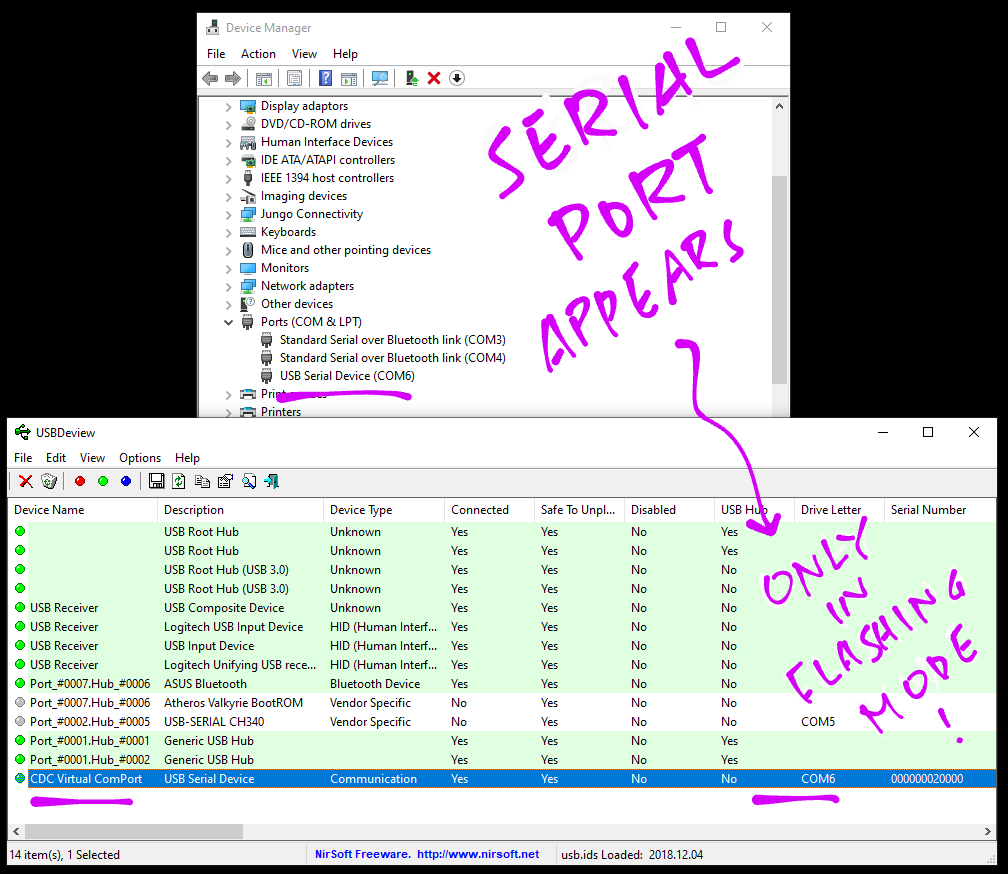 Device Manager
File Action View Help
Display adaptors
DVD/CD-ROM drives
Human Interface Devices
IDE ATA/ATAPI controllers
IEEE 1394 host controllers
Imaging devices
Jungo Connectivity
Keyboards
Mice and other pointing devices
Monitors
Network adapters
Other devices
Ports (COM & LPT)
Standard Serial over Bluetooth link (COM3)
Standard Serial over Bluetooth link (COM4)
USB Serial Device (COM6)
Printers
SERIAL
PORT
APPEARS
USBDeview
File Edit View Options Help
Device Name Description Device Type Connected Safe To Unpl... Disabled USB Hub Drive Letter Serial Number
USB Root Hub Unknown Yes Yes No Yes
USB Root Hub Unknown Yes Yes No Yes
USB Root Hub (USB 3.0) Unknown Yes Yes No Yes
USB Root Hub (USB 3.0) Unknown Yes Yes No Yes
USB Receiver USB Composite Device Unknown Yes Yes No No
USB Receiver Logitech USB Input Device HID (Human Interf... Yes Yes No No
USB Receiver USB Input Device HID (Human Interf... Yes Yes No No
USB Receiver Logitech Unifying USB rece... HID (Human Interf... Yes Yes No No
Port_#0007.Hub_#0006 ASUS Bluetooth Bluetooth Device Yes Yes No No
Port_#0007.Hub_#0006 Atheros Valkyrie BootROM Vendor Specific No Yes No No
Port_#0002.Hub_#0005 USB-SERIAL CH340 Vendor Specific No Yes No No COM5
Port_#0001.Hub_#0001 Generic USB Hub Yes Yes No Yes
Port_#0001.Hub_#0002 Generic USB Hub Yes Yes No Yes
CDC Virtual ComPort USB Serial Device Communication Yes Yes No No COM6 000000020000
ONLY
IN
FLASHING
MODE!
14 item(s), 1 Selected NirSoft Freeware. http://www.nirsoft.net usb.ids Loaded: 2018.12.04